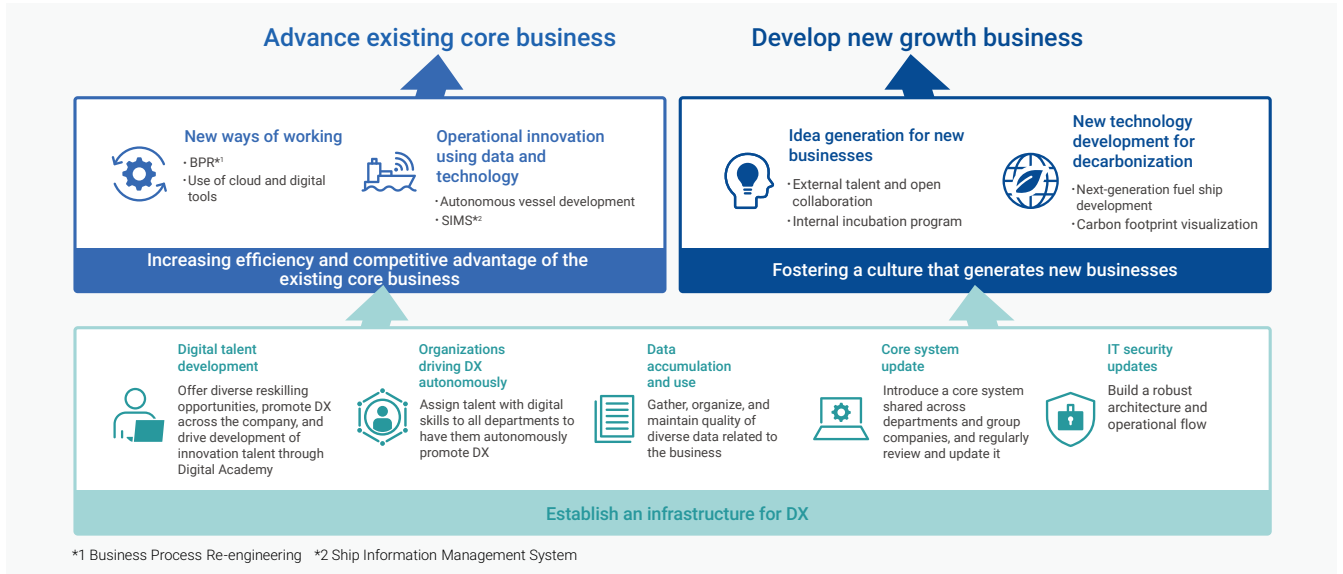 Advance existing core business
Develop new growth business
New ways of working
・BPR*1
・Use of cloud and digital
tools
Operational innovation
using data and
technology
・Autonomous vessel development
・SIMS*2
Increasing efficiency and competitive advantage of the
existing core business
Idea generation for new
businesses
・External talent and open
collaboration
・Internal incubation program
New technology
development for
decarbonization
・Next-generation fuel ship
development
・Carbon footprint visualization
Fostering a culture that generates new businesses
Digital talent
development
Offer diverse reskilling
opportunities, promote DX
across the company, and
drive development of
innovation talent through
Digital Academy
Organizations
driving DX
autonomously
Assign talent with digital
skills to all departments to
have them autonomously
promote DX
Data
accumulation
and use
Gather, organize, and
maintain quality of
diverse data related to
the business
Core system
update
Introduce a core system
shared across
departments and group
companies, and regularly
review and update it
IT security
updates
Build a robust
architecture and
operational flow
Establish an infrastructure for DX
*1 Business Process Re-engineering *2 Ship Information Management System